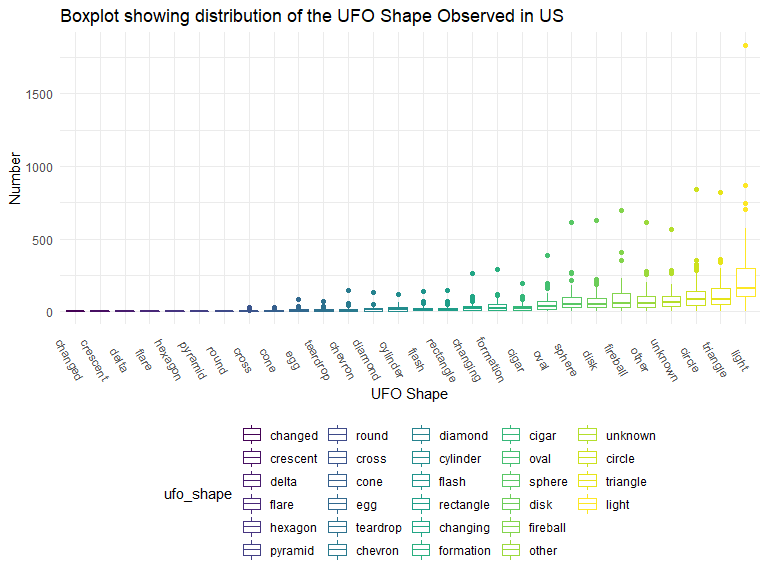 Boxplot showing distribution of the UFO Shape Observed in US
Number
1500
1000
500
0
changed
crescent
delta
flare
hexagon
pyramid
round
cross
cone
egg
teardrop
chevron
diamond
cylinder
flash
rectangle
changing
formation
cigar
oval
sphere
disk
fireball
other
unknown
circle
triangle
light
UFO Shape
ufo_shape
changed
crescent
delta
flare
hexagon
pyramid
round
cross
cone
egg
teardrop
chevron
diamond
cylinder
flash
rectangle
changing
formation
cigar
oval
sphere
disk
fireball
other
unknown
circle
triangle
light